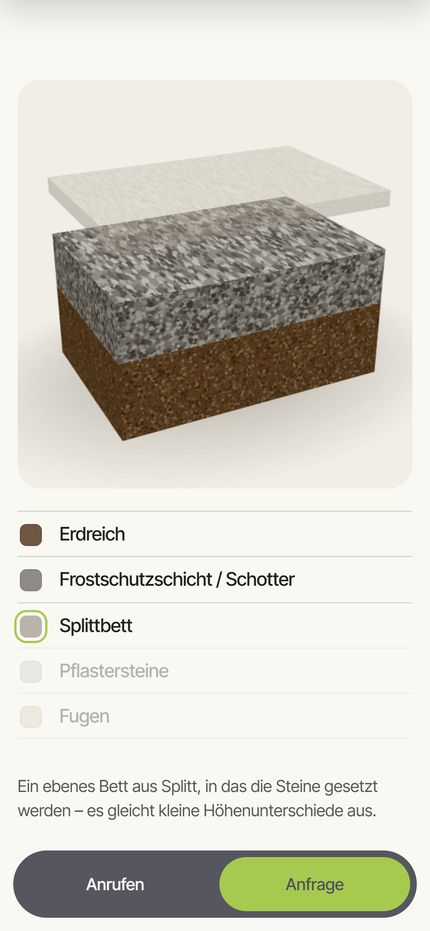 Erdreich
Frostschutzschicht / Schotter
Splittbett
Pflastersteine
Fugen
Ein ebenes Bett aus Splitt, in das die Steine gesetzt
werden – es gleicht kleine Höhenunterschiede aus.
Anrufen
Anfrage